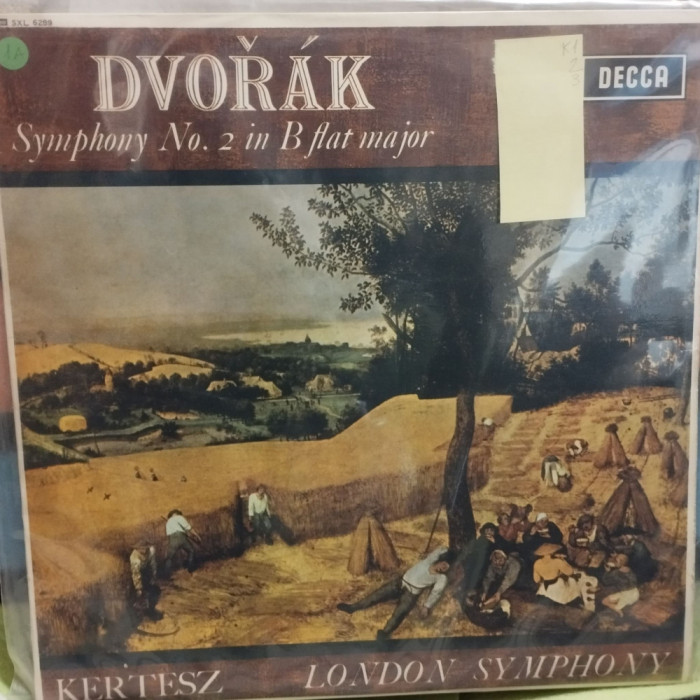 SXL 6289
DVOŘÁK
DECCA
Symphony No. 2 in B flat major
KERTESZ LONDON SYMPHONY